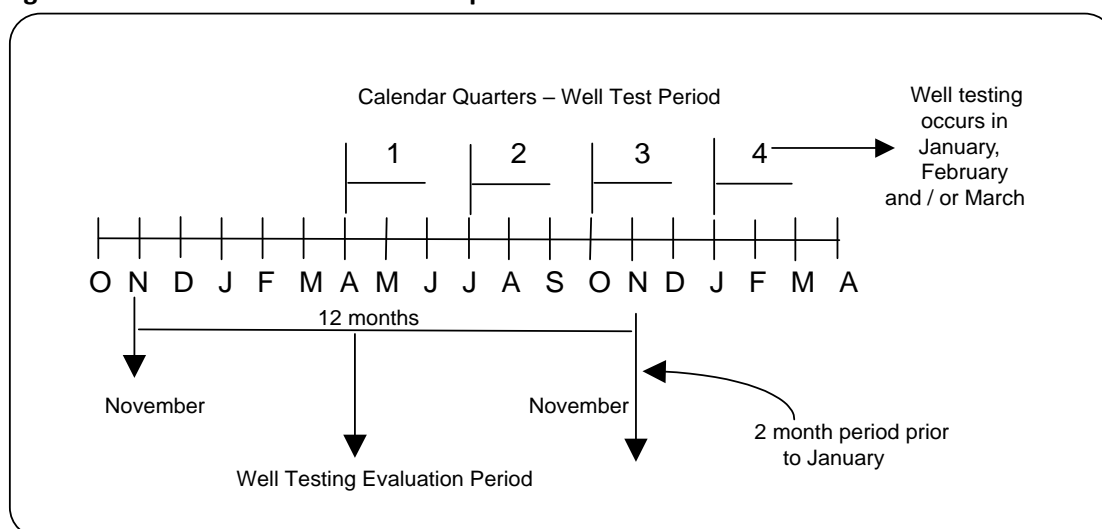 Calendar Quarters – Well Test Period
Well testing
occurs in
January,
February
and / or March
1 2 3 4
O N D J F M A M J J A S O N D J F M A
12 months
November
November
2 month period prior
to January
Well Testing Evaluation Period